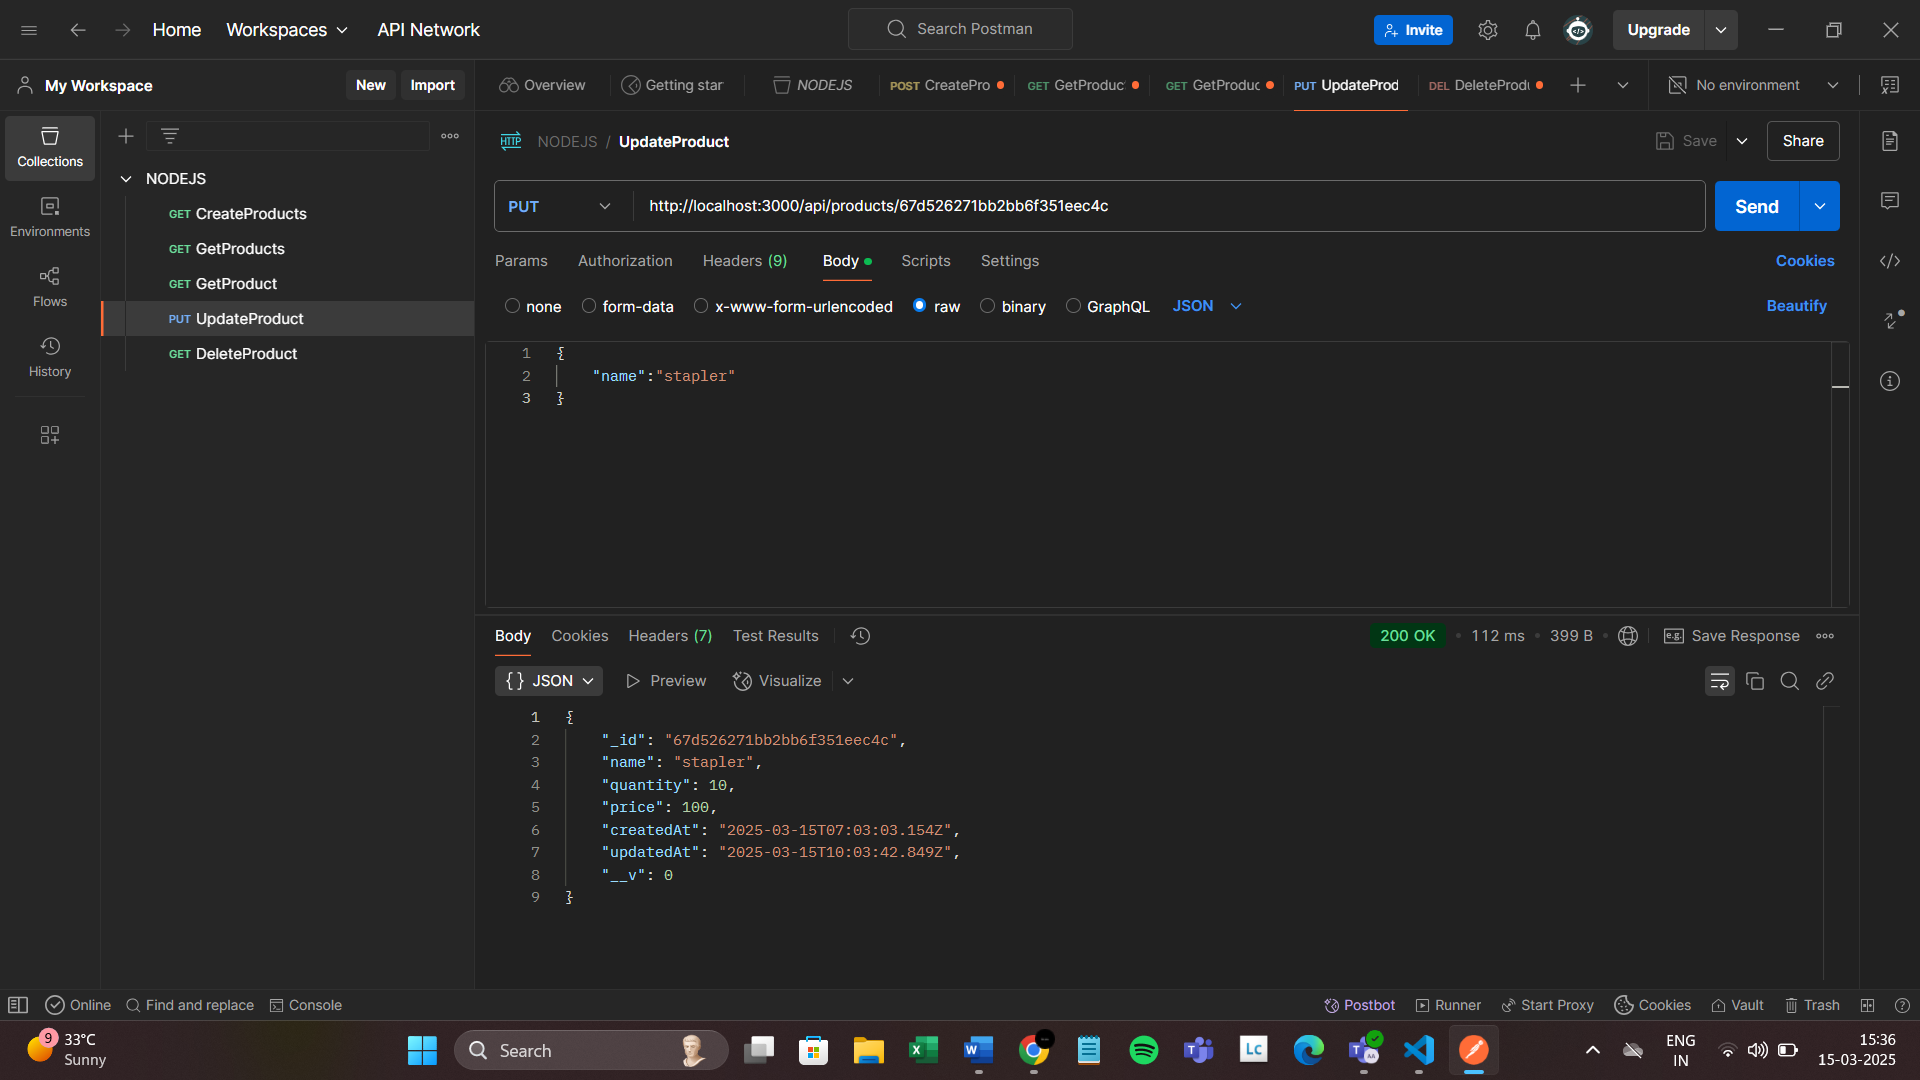 Home Workspaces API Network Search Postman Invite Upgrade
My Workspace New Import Overview Getting star NODEJS POST CreatePro GET GetProduc GET GetProduc PUT UpdateProd DEL DeleteProdu No environment
Collections
Environments
Flows
History
NODEJS
GET CreateProducts
GET GetProducts
GET GetProduct
PUT UpdateProduct
GET DeleteProduct
HTTP NODEJS / UpdateProduct Save Share
PUT http://localhost:3000/api/products/67d526271bb2bb6f351eec4c Send
Params Authorization Headers (9) Body Scripts Settings Cookies
none form-data x-www-form-urlencoded raw binary GraphQL JSON Beautify
1 {
2 "name":"stapler"
3 }
Body Cookies Headers (7) Test Results 200 OK • 112 ms • 399 B • e.g. Save Response
{} JSON Preview Visualize
1 {
2 "_id": "67d526271bb2bb6f351eec4c",
3 "name": "stapler",
4 "quantity": 10,
5 "price": 100,
6 "createdAt": "2025-03-15T07:03:03.154Z",
7 "updatedAt": "2025-03-15T10:03:42.849Z",
8 "__v": 0
9 }
Online Find and replace Console Postbot Runner Start Proxy Cookies Vault Trash
9 33°C
Sunny
Search
LC
ENG
IN
15:36
15-03-2025